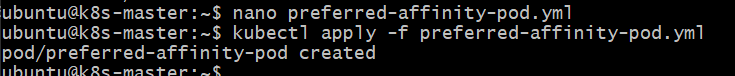 ubuntu@k8s-master:~$ nano preferred-affinity-pod.yml
ubuntu@k8s-master:~$ kubectl apply -f preferred-affinity-pod.yml
pod/preferred-affinity-pod created
ubuntu@k8s-master:~$